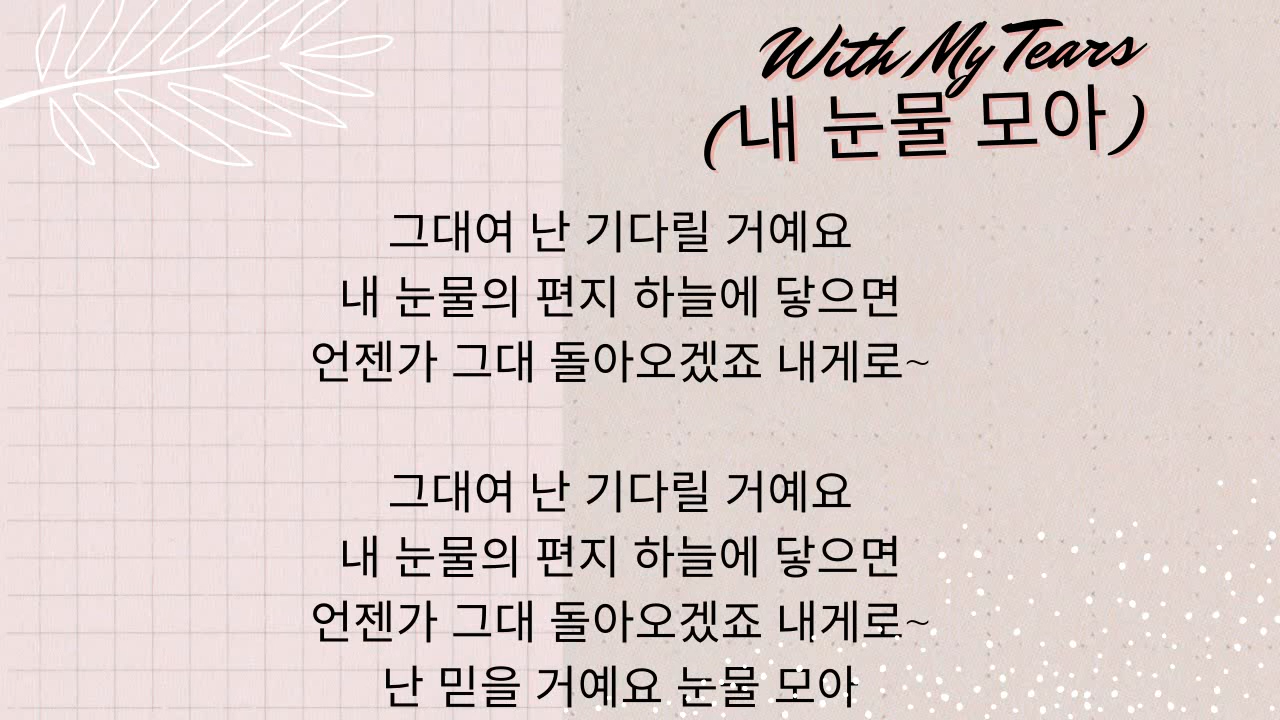 With My Tears
(내 눈물 모아)
그대여 난 기다릴 거예요
내 눈물의 편지 하늘에 닿으면
언젠가 그대 돌아오겠죠 내게로~
그대여 난 기다릴 거예요
내 눈물의 편지 하늘에 닿으면
언젠가 그대 돌아오겠죠 내게로~
난 믿을 거예요 눈물 모아